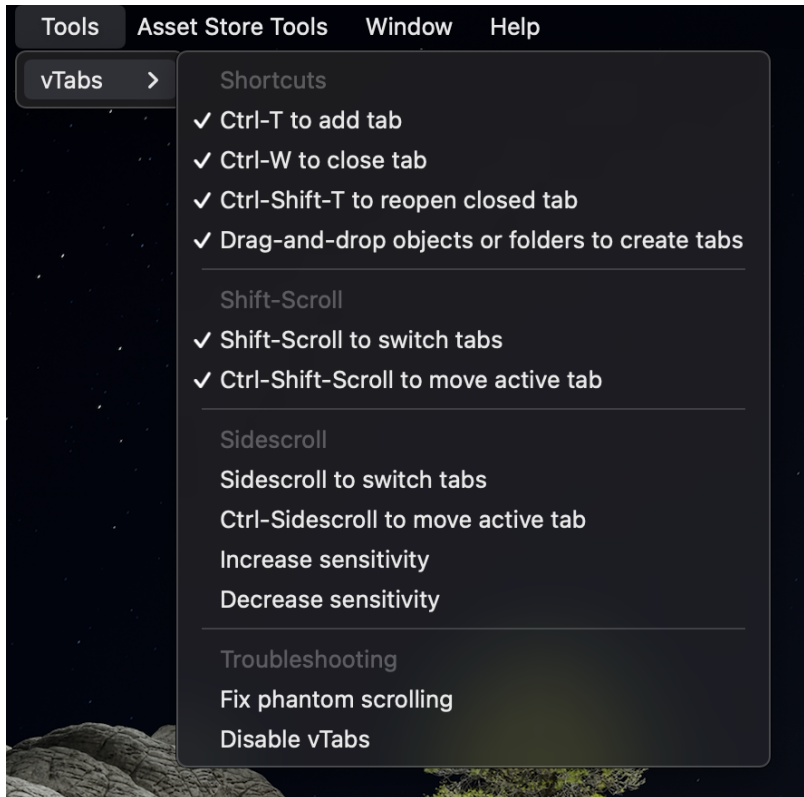 Tools Asset Store Tools Window Help
vTabs
Shortcuts
✓ Ctrl-T to add tab
✓ Ctrl-W to close tab
✓ Ctrl-Shift-T to reopen closed tab
✓ Drag-and-drop objects or folders to create tabs
Shift-Scroll
✓ Shift-Scroll to switch tabs
✓ Ctrl-Shift-Scroll to move active tab
Sidescroll
Sidescroll to switch tabs
Ctrl-Sidescroll to move active tab
Increase sensitivity
Decrease sensitivity
Troubleshooting
Fix phantom scrolling
Disable vTabs